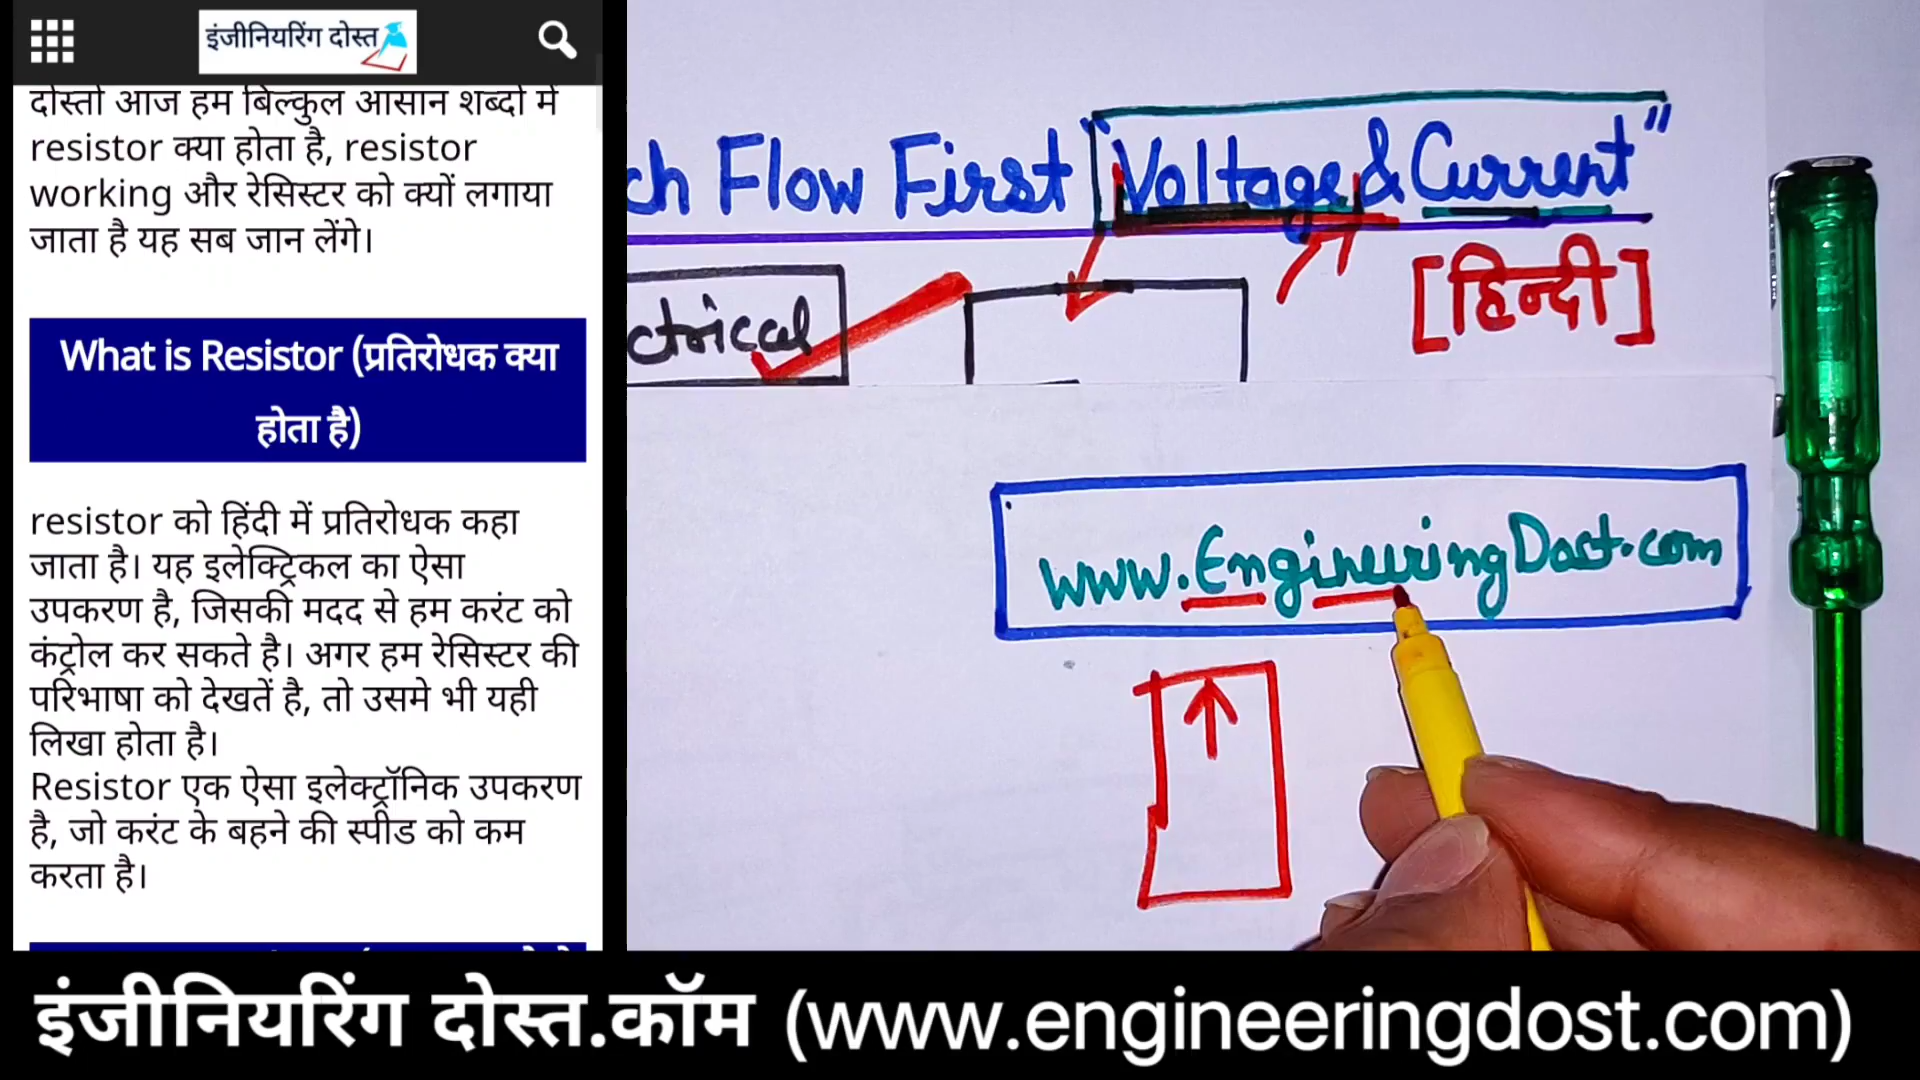 इंजीनियरिंग दोस्त
दोस्तो आज हम बिल्कुल आसान शब्दो मे
resistor क्या होता है, resistor
working और रेसिस्टर को क्यों लगाया
जाता है यह सब जान लेंगे।
What is Resistor (प्रतिरोधक क्या
होता है)
resistor को हिंदी में प्रतिरोधक कहा
जाता है। यह इलेक्ट्रिकल का ऐसा
उपकरण है, जिसकी मदद से हम करंट को
कंट्रोल कर सकते है। अगर हम रेसिस्टर की
परिभाषा को देखतें है, तो उसमे भी यही
लिखा होता है।
Resistor एक ऐसा इलेक्ट्रॉनिक उपकरण
है, जो करंट के बहने की स्पीड को कम
करता है।
ch Flow First "Voltage & Current"
[हिन्दी]
ctrical
www.EngineeringDost.com
इंजीनियरिंग दोस्त.कॉम (www.engineeringdost.com)